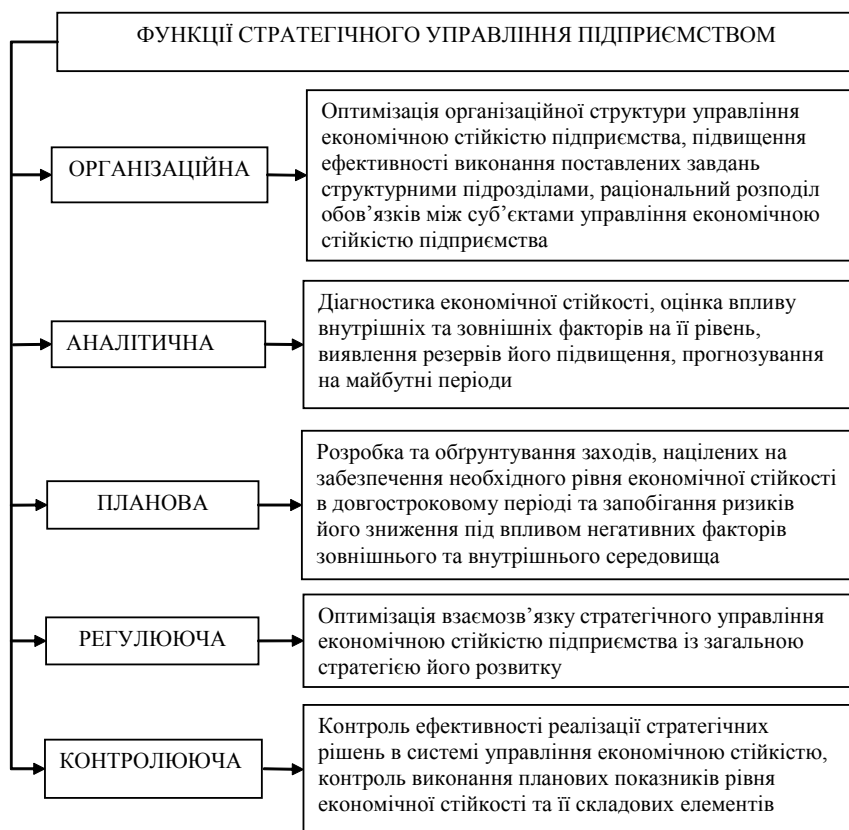 ФУНКЦІЇ СТРАТЕГІЧНОГО УПРАВЛІННЯ ПІДПРИЄМСТВОМ
ОРГАНІЗАЦІЙНА
Оптимізація організаційної структури управління
економічною стійкістю підприємства, підвищення
ефективності виконання поставлених завдань
структурними підрозділами, раціональний розподіл
обов’язків між суб’єктами управління економічною
стійкістю підприємства
АНАЛІТИЧНА
Діагностика економічної стійкості, оцінка впливу
внутрішніх та зовнішніх факторів на її рівень,
виявлення резервів його підвищення, прогнозування
на майбутні періоди
ПЛАНОВА
Розробка та обґрунтування заходів, націлених на
забезпечення необхідного рівня економічної стійкості
в довгостроковому періоді та запобігання ризиків
його зниження під впливом негативних факторів
зовнішнього та внутрішнього середовища
РЕГУЛЮЮЧА
Оптимізація взаємозв’язку стратегічного управління
економічною стійкістю підприємства із загальною
стратегією його розвитку
КОНТРОЛЮЮЧА
Контроль ефективності реалізації стратегічних
рішень в системі управління економічною стійкістю,
контроль виконання планових показників рівня
економічної стійкості та її складових елементів